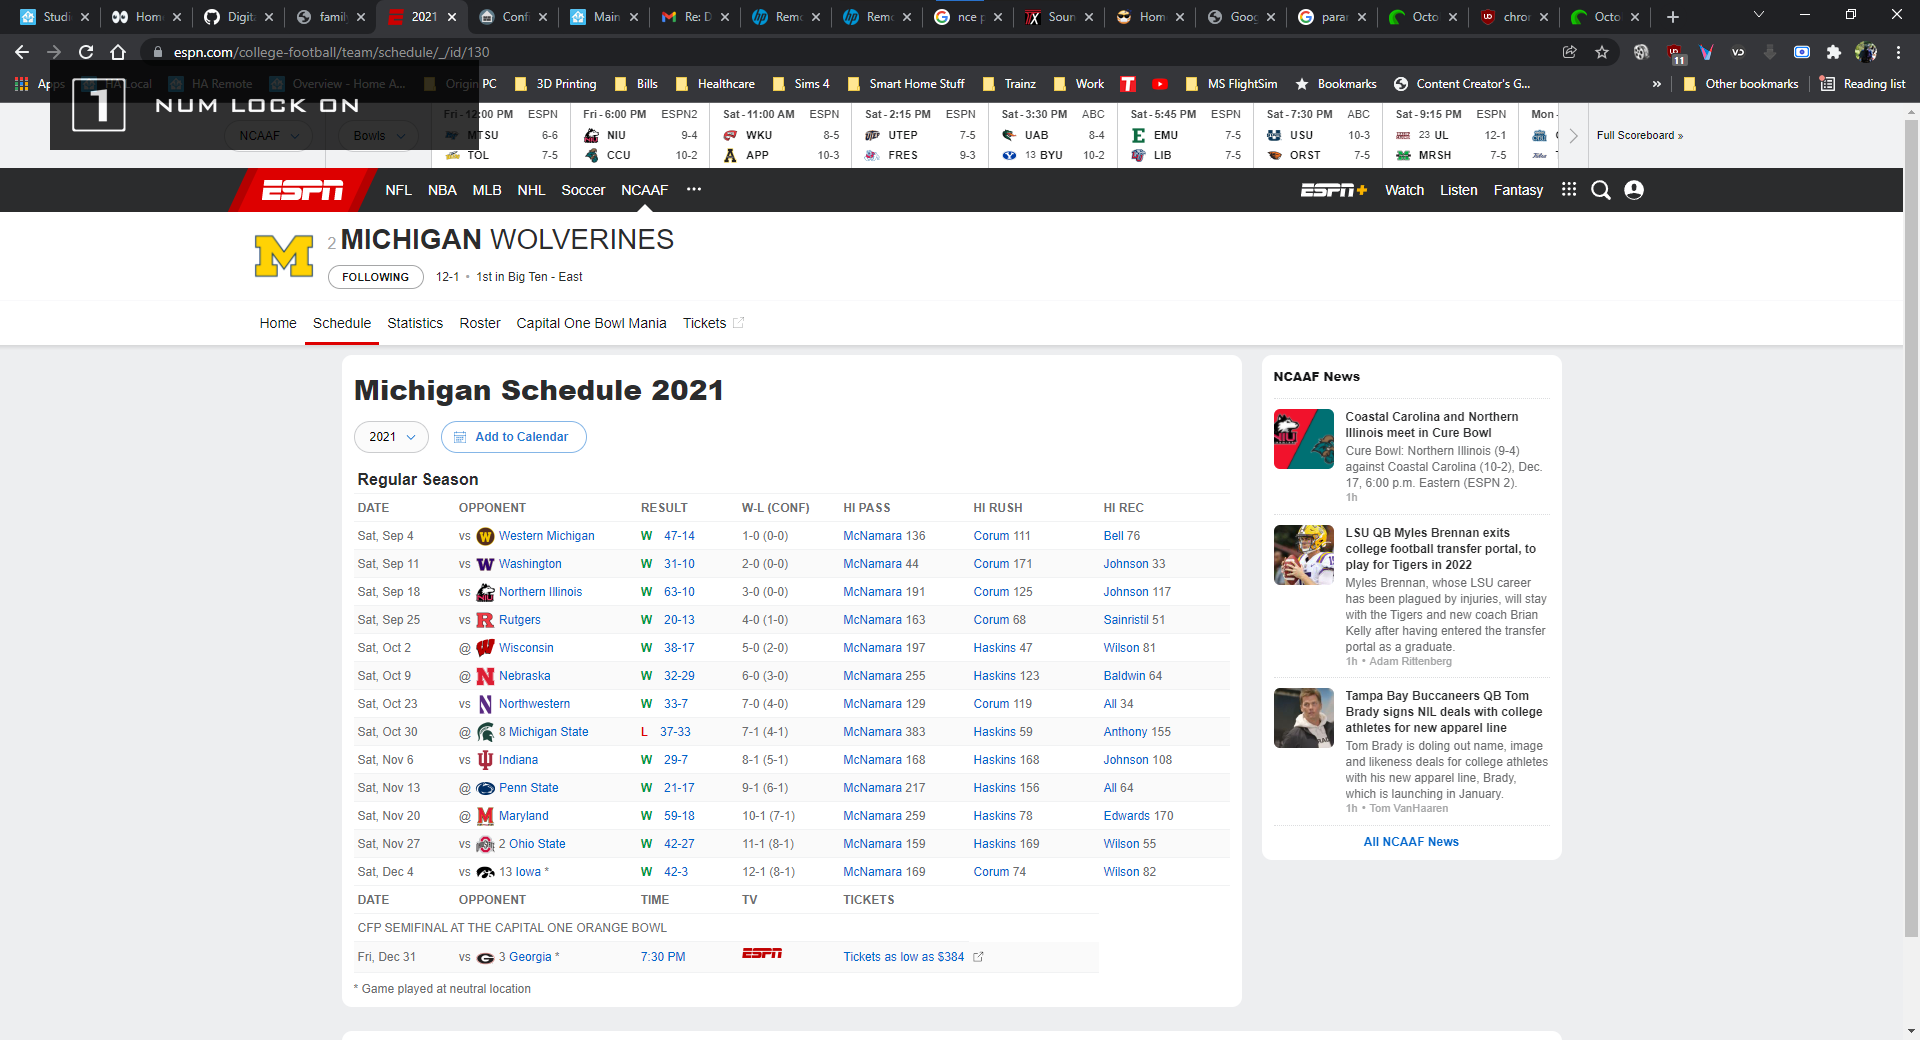 Studi
Hom
Digit
famil
2021
Confi
Main
Re: D
Remo
Remo
nce p
Soun
Hom
Goog
parar
Octo
chror
Octo
espn.com/college-football/team/schedule/_/id/130
Apps
HA Local
HA Remote
Overview - Home A...
Origin PC
3D Printing
Bills
Healthcare
Sims 4
Smart Home Stuff
Trainz
Work
MS FlightSim
Bookmarks
Content Creator's G...
»
Other bookmarks
Reading list
11
1 NUM LOCK ON
NCAAF
Bowls
Fri - 12:00 PM ESPN
MTSU 6-6
TOL 7-5
Fri - 6:00 PM ESPN2
NIU 9-4
CCU 10-2
Sat - 11:00 AM ESPN
WKU 8-5
APP 10-3
Sat - 2:15 PM ESPN
UTEP 7-5
FRES 9-3
Sat - 3:30 PM ABC
UAB 8-4
13 BYU 10-2
Sat - 5:45 PM ESPN
EMU 7-5
LIB 7-5
Sat - 7:30 PM ABC
USU 10-3
ORST 7-5
Sat - 9:15 PM ESPN
23 UL 12-1
MRSH 7-5
Mon -
Full Scoreboard »
ESPN NFL NBA MLB NHL Soccer NCAAF ...
ESPN+ Watch Listen Fantasy
2 MICHIGAN WOLVERINES
FOLLOWING 12-1 • 1st in Big Ten - East
Home Schedule Statistics Roster Capital One Bowl Mania Tickets
Michigan Schedule 2021
2021 Add to Calendar
Regular Season
DATE OPPONENT RESULT W-L (CONF) HI PASS HI RUSH HI REC
Sat, Sep 4 vs Western Michigan W 47-14 1-0 (0-0) McNamara 136 Corum 111 Bell 76
Sat, Sep 11 vs Washington W 31-10 2-0 (0-0) McNamara 44 Corum 171 Johnson 33
Sat, Sep 18 vs Northern Illinois W 63-10 3-0 (0-0) McNamara 191 Corum 125 Johnson 117
Sat, Sep 25 vs Rutgers W 20-13 4-0 (1-0) McNamara 163 Corum 68 Sainristil 51
Sat, Oct 2 @ Wisconsin W 38-17 5-0 (2-0) McNamara 197 Haskins 47 Wilson 81
Sat, Oct 9 @ Nebraska W 32-29 6-0 (3-0) McNamara 255 Haskins 123 Baldwin 64
Sat, Oct 23 vs Northwestern W 33-7 7-0 (4-0) McNamara 129 Corum 119 All 34
Sat, Oct 30 @ 8 Michigan State L 37-33 7-1 (4-1) McNamara 383 Haskins 59 Anthony 155
Sat, Nov 6 vs Indiana W 29-7 8-1 (5-1) McNamara 168 Haskins 168 Johnson 108
Sat, Nov 13 @ Penn State W 21-17 9-1 (6-1) McNamara 217 Haskins 156 All 64
Sat, Nov 20 @ Maryland W 59-18 10-1 (7-1) McNamara 259 Haskins 78 Edwards 170
Sat, Nov 27 vs 2 Ohio State W 42-27 11-1 (8-1) McNamara 159 Haskins 169 Wilson 55
Sat, Dec 4 vs 13 Iowa * W 42-3 12-1 (8-1) McNamara 169 Corum 74 Wilson 82
DATE OPPONENT TIME TV TICKETS
CFP SEMIFINAL AT THE CAPITAL ONE ORANGE BOWL
Fri, Dec 31 vs 3 Georgia * 7:30 PM ESPN Tickets as low as $384
* Game played at neutral location
NCAAF News
Coastal Carolina and Northern
Illinois meet in Cure Bowl
Cure Bowl: Northern Illinois (9-4)
against Coastal Carolina (10-2), Dec.
17, 6:00 p.m. Eastern (ESPN 2).
1h
LSU QB Myles Brennan exits
college football transfer portal, to
play for Tigers in 2022
Myles Brennan, whose LSU career
has been plagued by injuries, will stay
with the Tigers and new coach Brian
Kelly after having entered the transfer
portal as a graduate.
1h • Adam Rittenberg
Tampa Bay Buccaneers QB Tom
Brady signs NIL deals with college
athletes for new apparel line
Tom Brady is doling out name, image
and likeness deals for college athletes
with his new apparel line, Brady,
which is launching in January.
1h • Tom VanHaaren
All NCAAF News